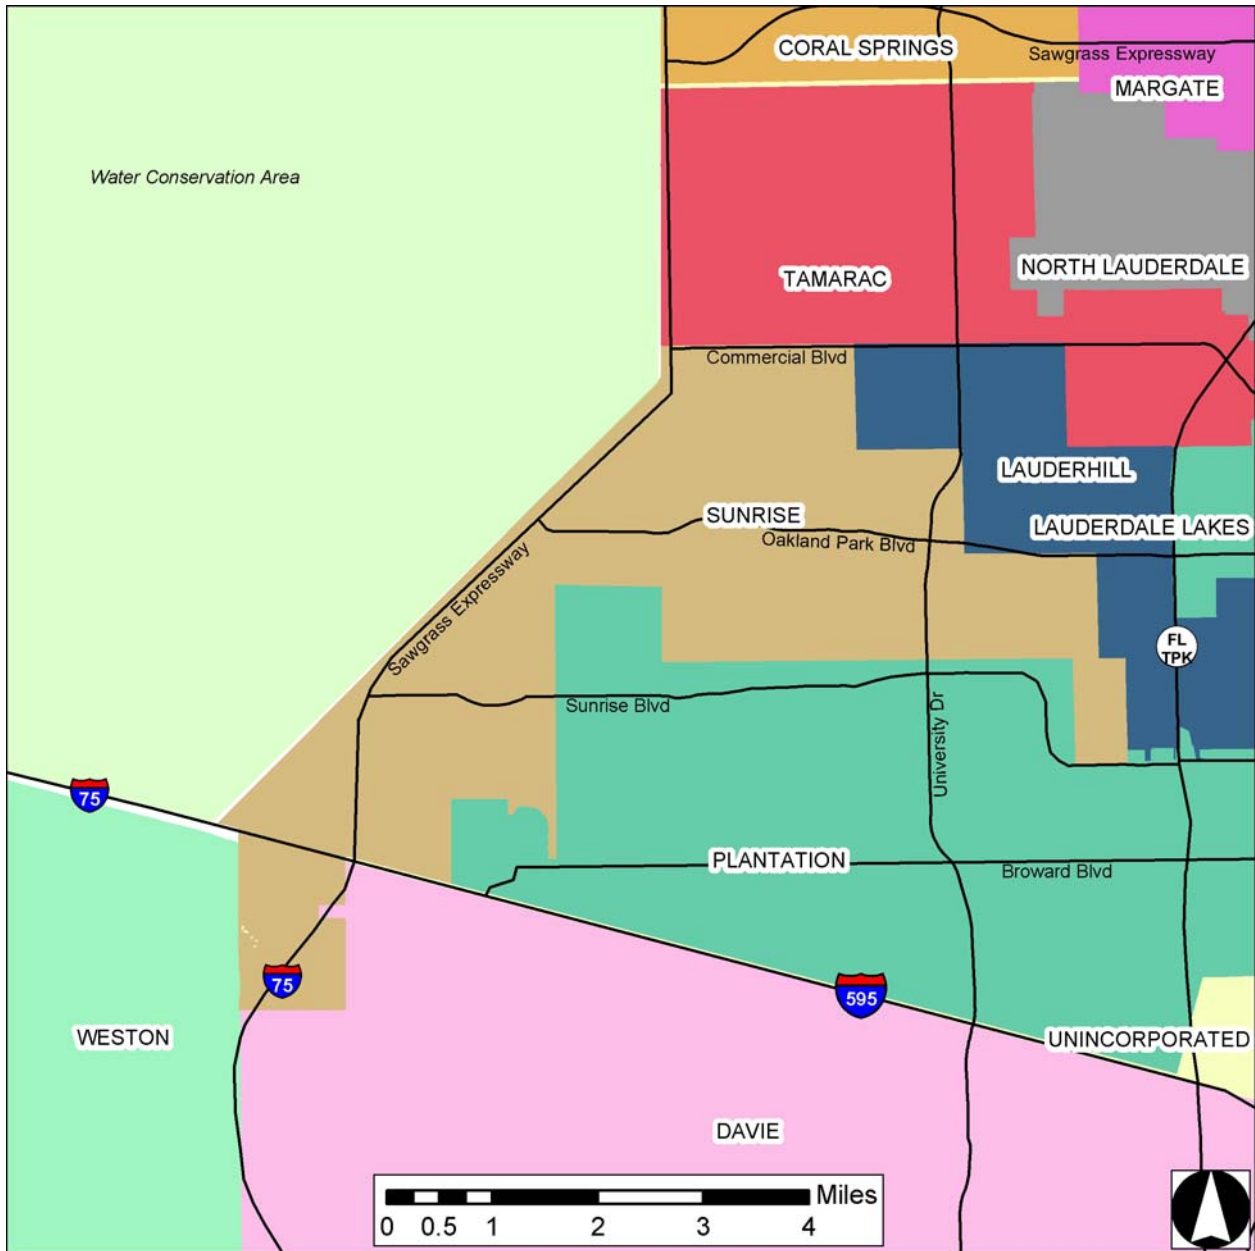 CORAL SPRINGS
Sawgrass Expressway
MARGATE
Water Conservation Area
TAMARAC
NORTH LAUDERDALE
Commercial Blvd
LAUDERHILL
SUNRISE
LAUDERDALE LAKES
Oakland Park Blvd
Sawgrass Expressway
FL
TPK
Sunrise Blvd
University Dr
75
PLANTATION
Broward Blvd
75
595
WESTON
UNINCORPORATED
DAVIE
Miles
0 0.5 1 2 3 4